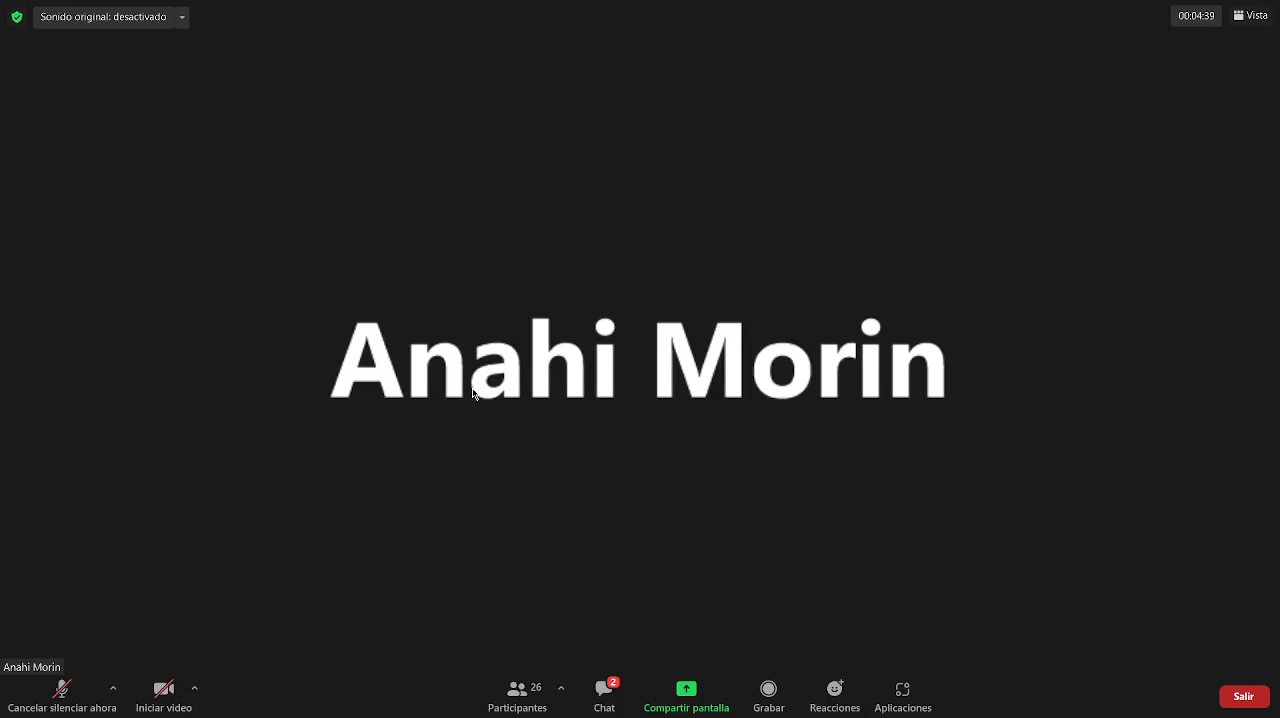 Sonido original: desactivado
00:04:39
Vista
Anahi Morin
Anahi Morin
26
2
Cancelar silenciar ahora
Iniciar video
Participantes
Chat
Compartir pantalla
Grabar
Reacciones
Aplicaciones
Salir